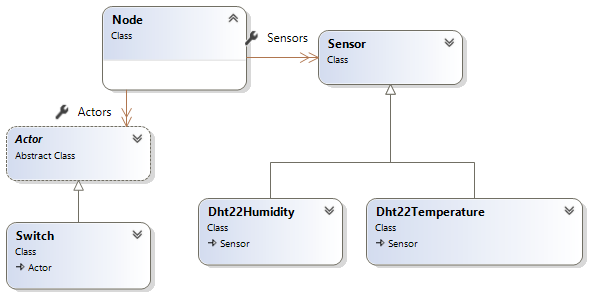 Node
Class
Sensors
Sensor
Class
Actors
Actor
Abstract Class
Switch
Class
Actor
Dht22Humidity
Class
Sensor
Dht22Temperature
Class
Sensor